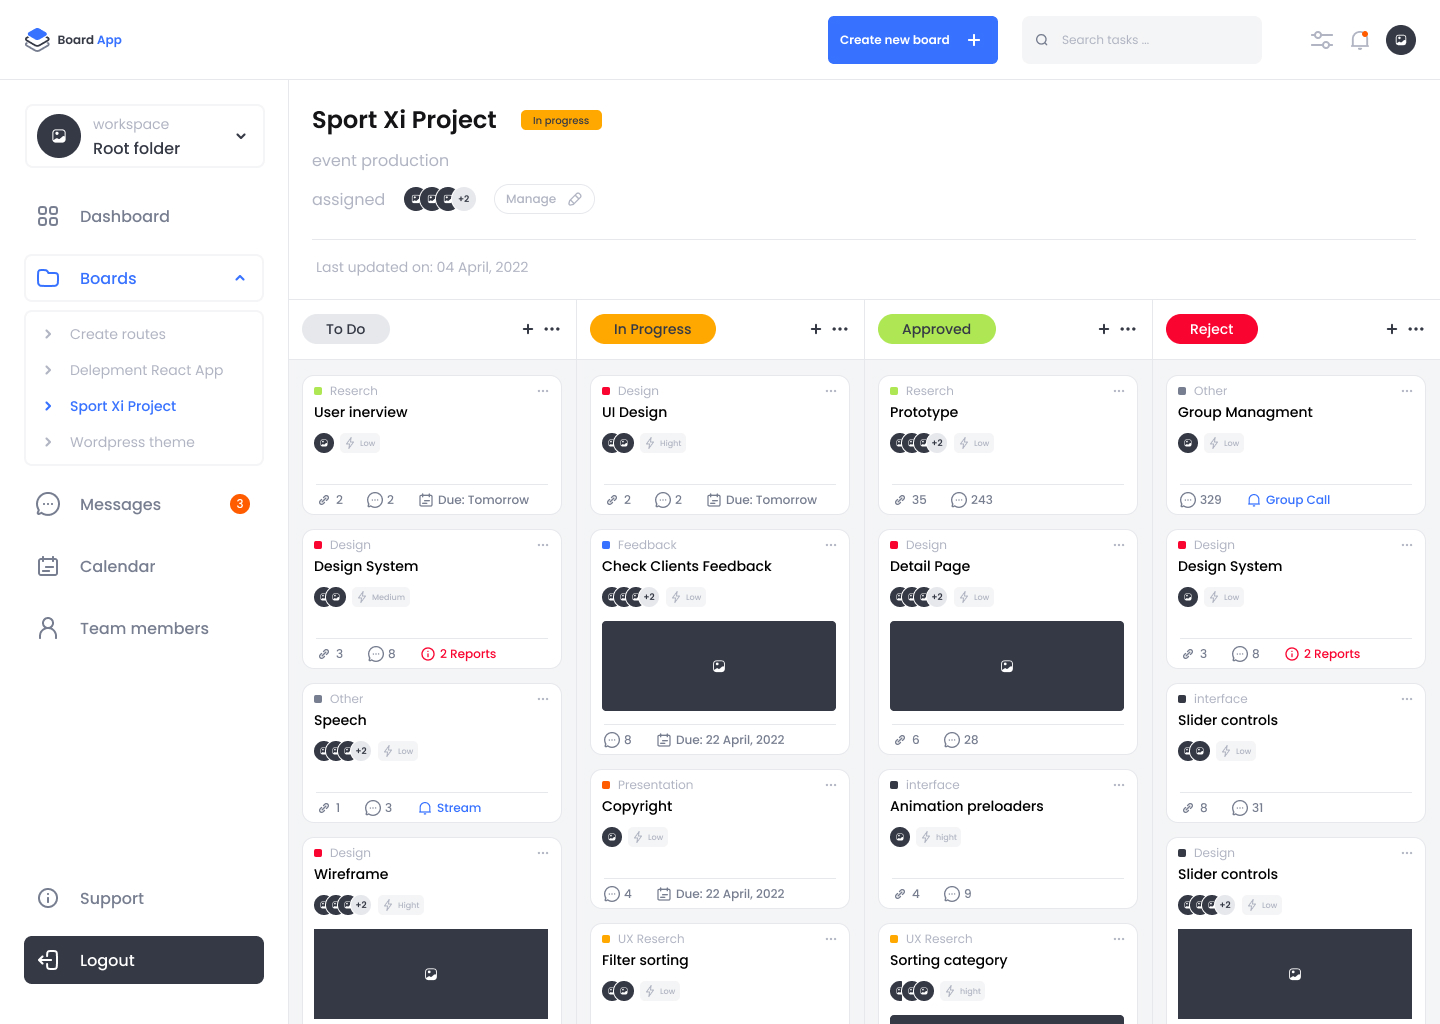 Board App
Create new board
Search tasks ...
workspace
Root folder
Dashboard
Boards
Create routes
Delepment React App
Sport Xi Project
Wordpress theme
Messages
3
Calendar
Team members
Support
Logout
Sport Xi Project
In progress
event production
assigned
+2
Manage
Last updated on: 04 April, 2022
To Do
Reserch
User inerview
Low
2
2
Due: Tomorrow
Design
Design System
Medium
3
8
2 Reports
Other
Speech
+2
Low
1
3
Stream
Design
Wireframe
+2
Hight
In Progress
Design
UI Design
Hight
2
2
Due: Tomorrow
Feedback
Check Clients Feedback
+2
Low
8
Due: 22 April, 2022
Presentation
Copyright
Low
4
Due: 22 April, 2022
UX Reserch
Filter sorting
Low
Approved
Reserch
Prototype
+2
Low
35
243
Design
Detail Page
+2
Low
6
28
interface
Animation preloaders
hight
4
9
UX Reserch
Sorting category
hight
Reject
Other
Group Managment
Low
329
Group Call
Design
Design System
Low
3
8
2 Reports
interface
Slider controls
Low
8
31
Design
Slider controls
+2
Low